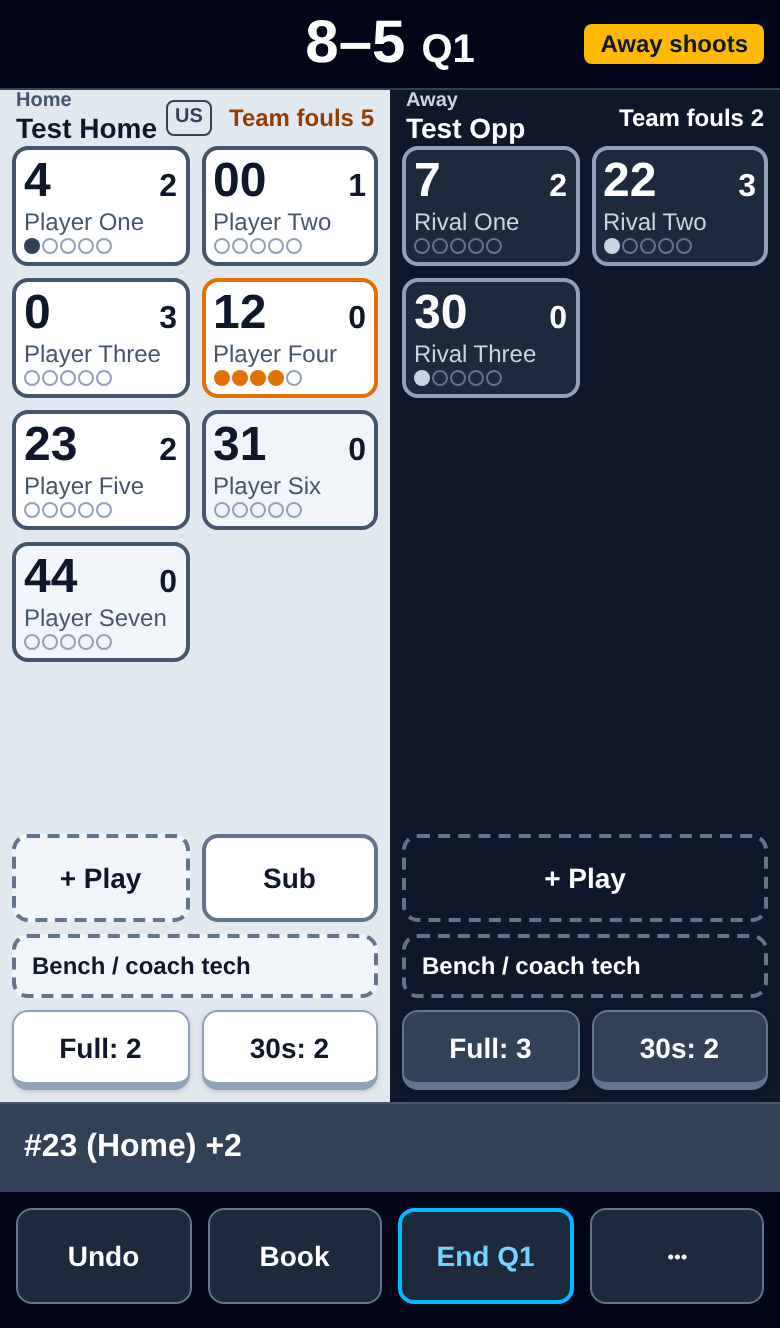 8–5 Q1
Away shoots
Home
Test Home
US
Team fouls 5
4
2
Player One
00
1
Player Two
0
3
Player Three
12
0
Player Four
23
2
Player Five
31
0
Player Six
44
0
Player Seven
+ Play
Sub
Bench / coach tech
Full: 2
30s: 2
Away
Test Opp
Team fouls 2
7
2
Rival One
22
3
Rival Two
30
0
Rival Three
+ Play
Bench / coach tech
Full: 3
30s: 2
#23 (Home) +2
Undo
Book
End Q1
···